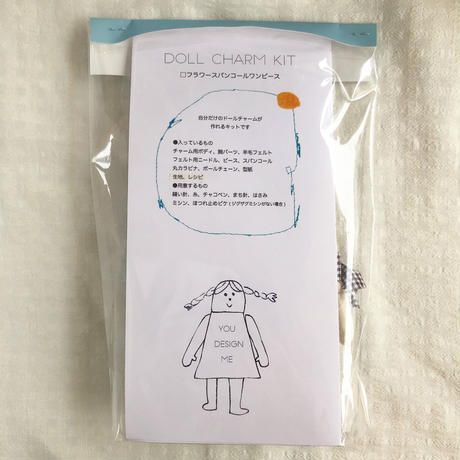 DOLL CHARM KIT
□フラワースパンコールワンピース
自分だけのドールチャームが
作れるキットです
●入っているもの
チャーム用ボディ、腕パーツ、羊毛フェルト
フェルト用ニードル、ビーズ、スパンコール
丸カラビナ、ボールチェーン、型紙
生地、レシピ
●用意するもの
縫い針、糸、チャコペン、まち針、はさみ
ミシン、ほつれ止めピケ（ジグザグミシンがない場合）
YOU
DESIGN
ME